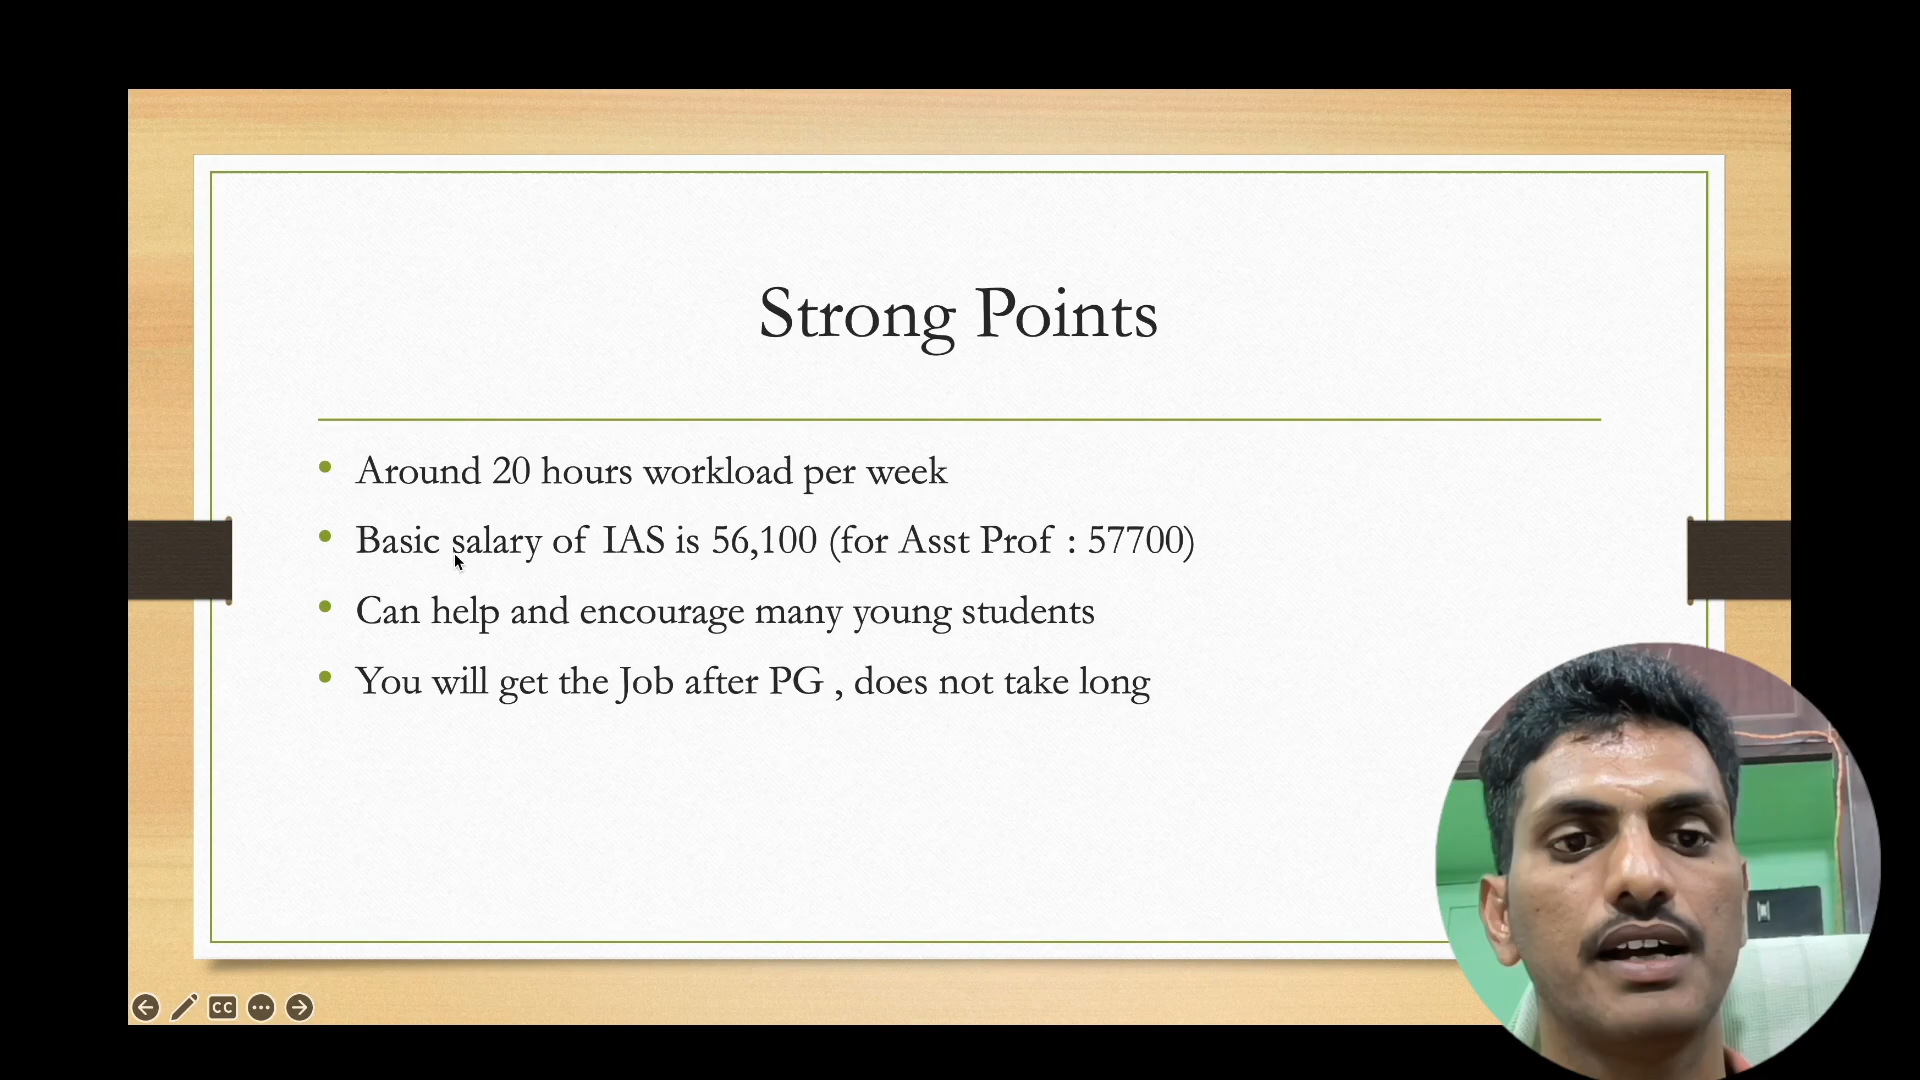 Strong Points
Around 20 hours workload per week
Basic salary of IAS is 56,100 (for Asst Prof : 57700)
Can help and encourage many young students
You will get the Job after PG , does not take long
CC